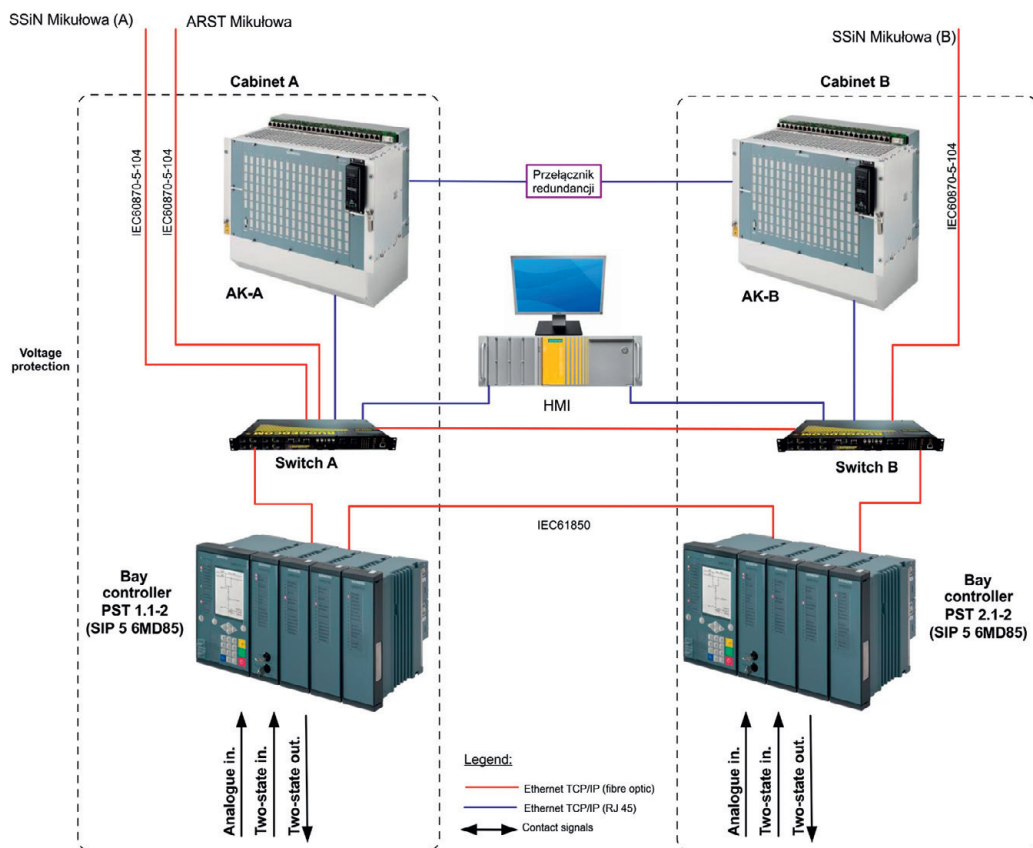 SSiN Mikułowa (A)
ARST Mikułowa
SSiN Mikułowa (B)
Cabinet A
Cabinet B
IEC60870-5-104
IEC60870-5-104
IEC60870-5-104
Przełącznik
redundancji
AK-A
AK-B
Voltage
protection
HMI
Switch A
Switch B
IEC61850
Bay
controller
PST 1.1-2
(SIP 5 6MD85)
Bay
controller
PST 2.1-2
(SIP 5 6MD85)
Analogue in.
Two-state in.
Two-state out.
Legend:
Ethernet TCP/IP (fibre optic)
Ethernet TCP/IP (RJ 45)
Contact signals
Analogue in.
Two-state in.
Two-state out.